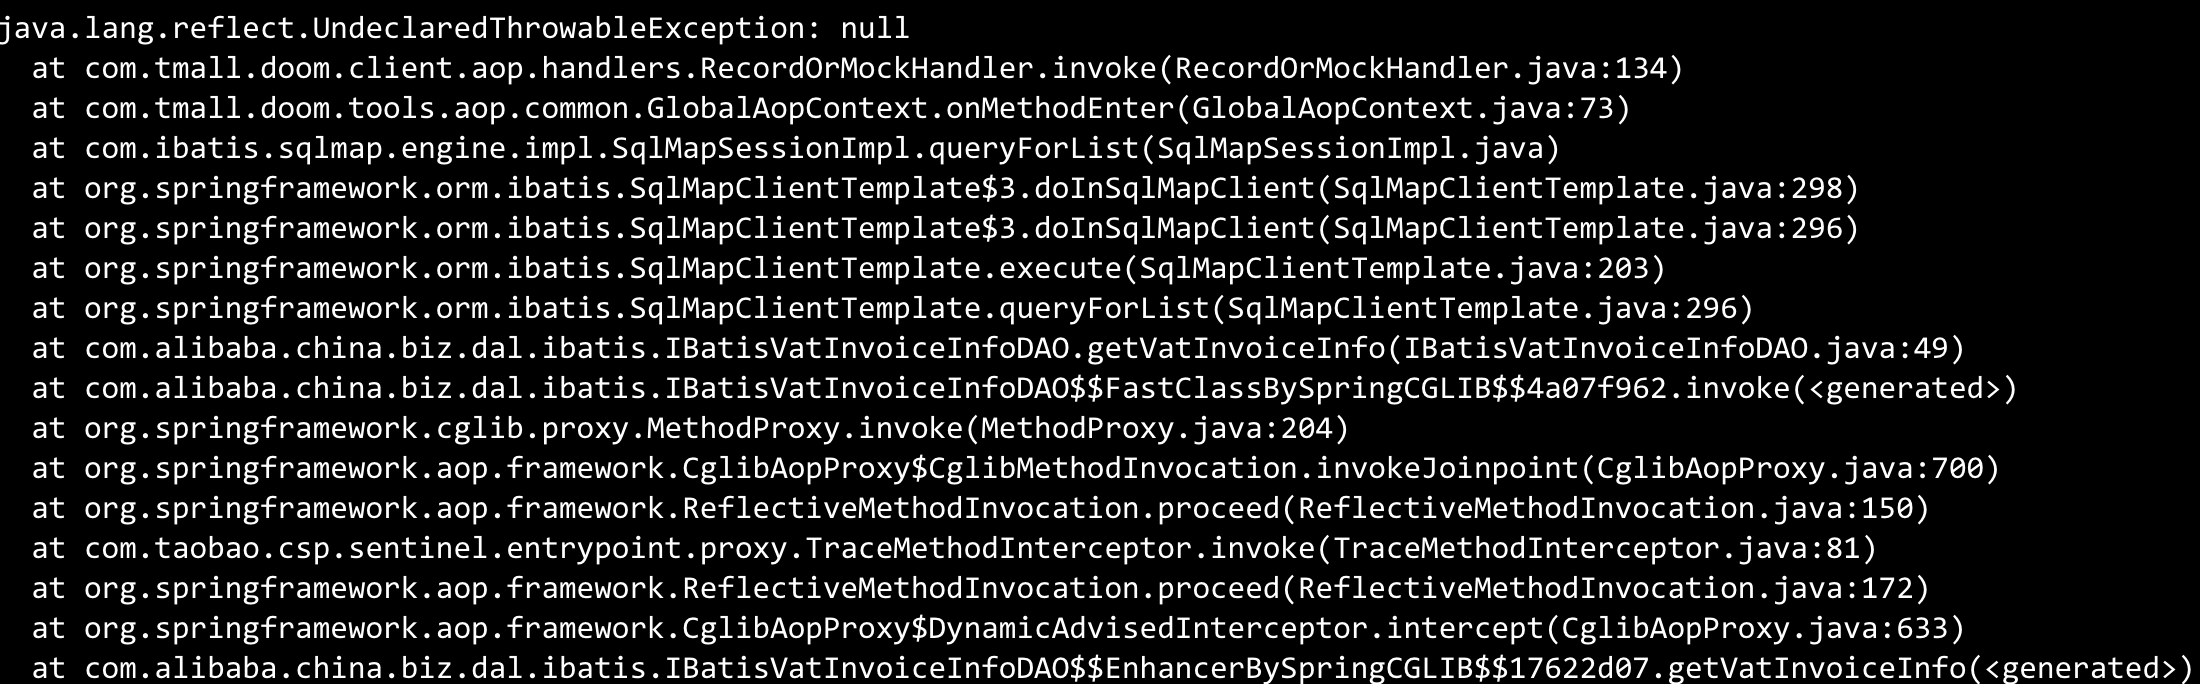 java.lang.reflect.UndeclaredThrowableException: null
at com.tmall.doom.client.aop.handlers.RecordOrMockHandler.invoke(RecordOrMockHandler.java:134)
at com.tmall.doom.tools.aop.common.GlobalAopContext.onMethodEnter(GlobalAopContext.java:73)
at com.ibatis.sqlmap.engine.impl.SqlMapSessionImpl.queryForList(SqlMapSessionImpl.java)
at org.springframework.orm.ibatis.SqlMapClientTemplate$3.doInSqlMapClient(SqlMapClientTemplate.java:298)
at org.springframework.orm.ibatis.SqlMapClientTemplate$3.doInSqlMapClient(SqlMapClientTemplate.java:296)
at org.springframework.orm.ibatis.SqlMapClientTemplate.execute(SqlMapClientTemplate.java:203)
at org.springframework.orm.ibatis.SqlMapClientTemplate.queryForList(SqlMapClientTemplate.java:296)
at com.alibaba.china.biz.dal.ibatis.IBatisVatInvoiceInfoDAO.getVatInvoiceInfo(IBatisVatInvoiceInfoDAO.java:49)
at com.alibaba.china.biz.dal.ibatis.IBatisVatInvoiceInfoDAO$$FastClassBySpringCGLIB$$4a07f962.invoke(<generated>)
at org.springframework.cglib.proxy.MethodProxy.invoke(MethodProxy.java:204)
at org.springframework.aop.framework.CglibAopProxy$CglibMethodInvocation.invokeJoinpoint(CglibAopProxy.java:700)
at org.springframework.aop.framework.ReflectiveMethodInvocation.proceed(ReflectiveMethodInvocation.java:150)
at com.taobao.csp.sentinel.entrypoint.proxy.TraceMethodInterceptor.invoke(TraceMethodInterceptor.java:81)
at org.springframework.aop.framework.ReflectiveMethodInvocation.proceed(ReflectiveMethodInvocation.java:172)
at org.springframework.aop.framework.CglibAopProxy$DynamicAdvisedInterceptor.intercept(CglibAopProxy.java:633)
at com.alibaba.china.biz.dal.ibatis.IBatisVatInvoiceInfoDAO$$EnhancerBySpringCGLIB$$17622d07.getVatInvoiceInfo(<generated>)